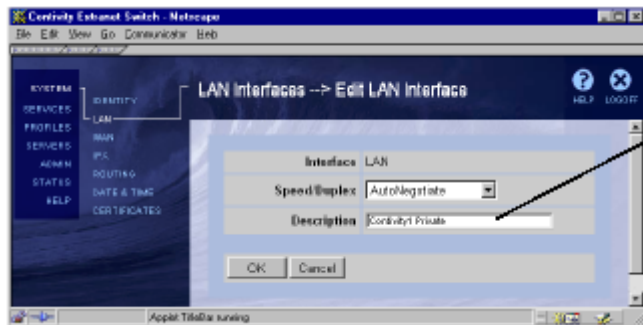 Contivity Extranet Switch - Netscape
File Edit View Go Communicator Help
LAN Interfaces --> Edit LAN Interface
HELP LOGOFF
SYSTEM
SERVICES
PROFILES
SERVERS
ADMIN
STATUS
HELP
IDENTITY
LAN
WAN
IPX
ROUTING
DATE & TIME
CERTIFICATES
Interface LAN
Speed/Duplex AutoNegotiate
Description Contivity1 Private
OK Cancel
Applet TitleBar running